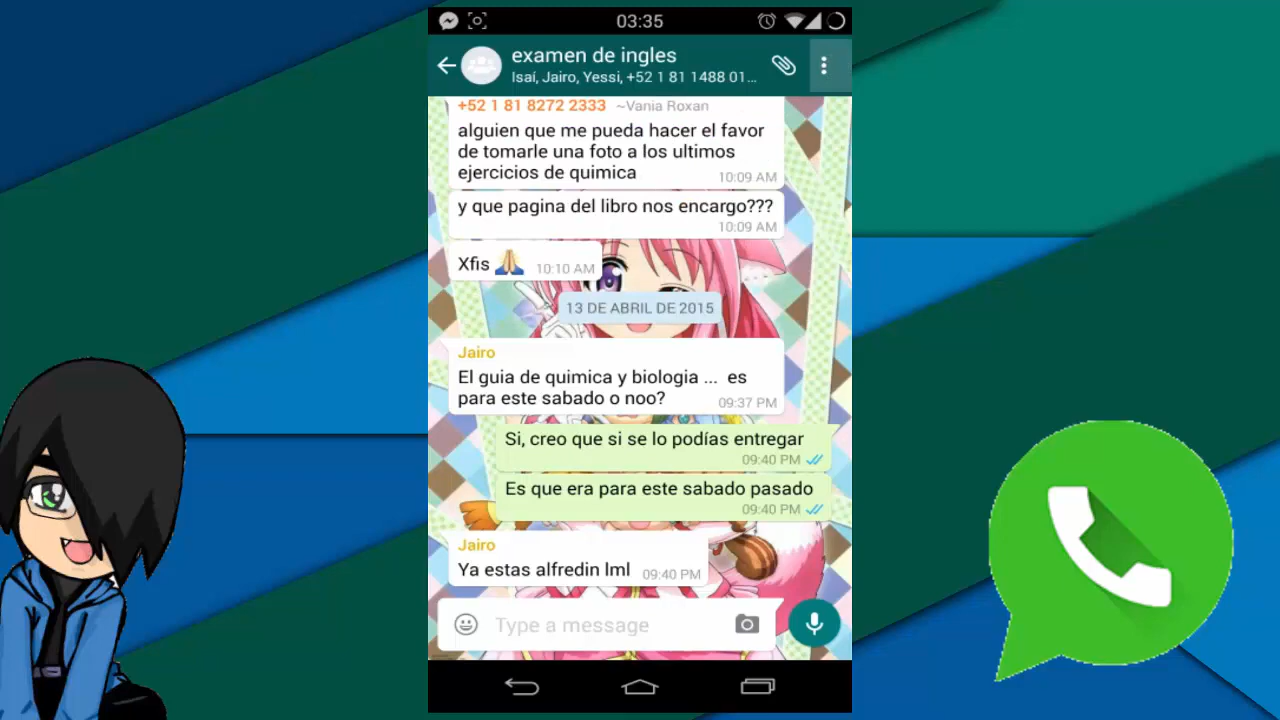 03:35
examen de ingles
Isaí, Jairo, Yessi, +52 1 81 1488 01...
+52 1 81 8272 2333 ~Vania Roxan
alguien que me pueda hacer el favor
de tomarle una foto a los ultimos
ejercicios de quimica
10:09 AM
y que pagina del libro nos encargo???
10:09 AM
Xfis 🙏 10:10 AM
13 DE ABRIL DE 2015
Jairo
El guia de quimica y biologia ... es
para este sabado o noo?
09:37 PM
Si, creo que si se lo podías entregar
09:40 PM
Es que era para este sabado pasado
09:40 PM
Jairo
Ya estas alfredin lml 09:40 PM
Type a message